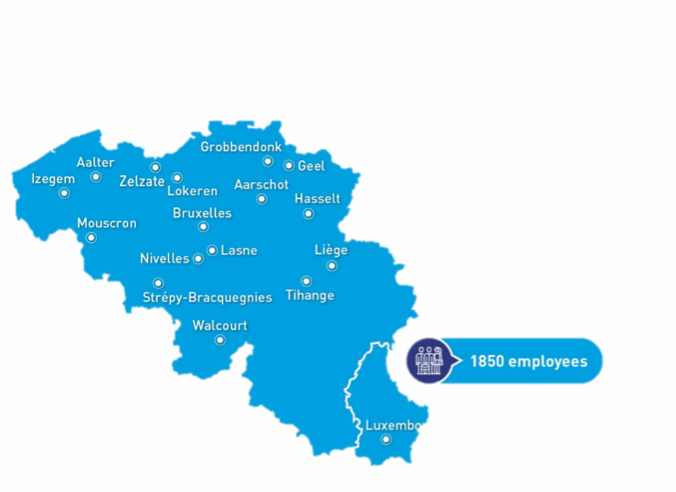 Grobbendonk
Aalter
Geel
Izegem
Zelzate
Lokeren
Aarschot
Hasselt
Bruxelles
Mouscron
Lasne
Liège
Nivelles
Strépy-Bracquegnies
Tihange
Walcourt
1850 employees
Luxembo